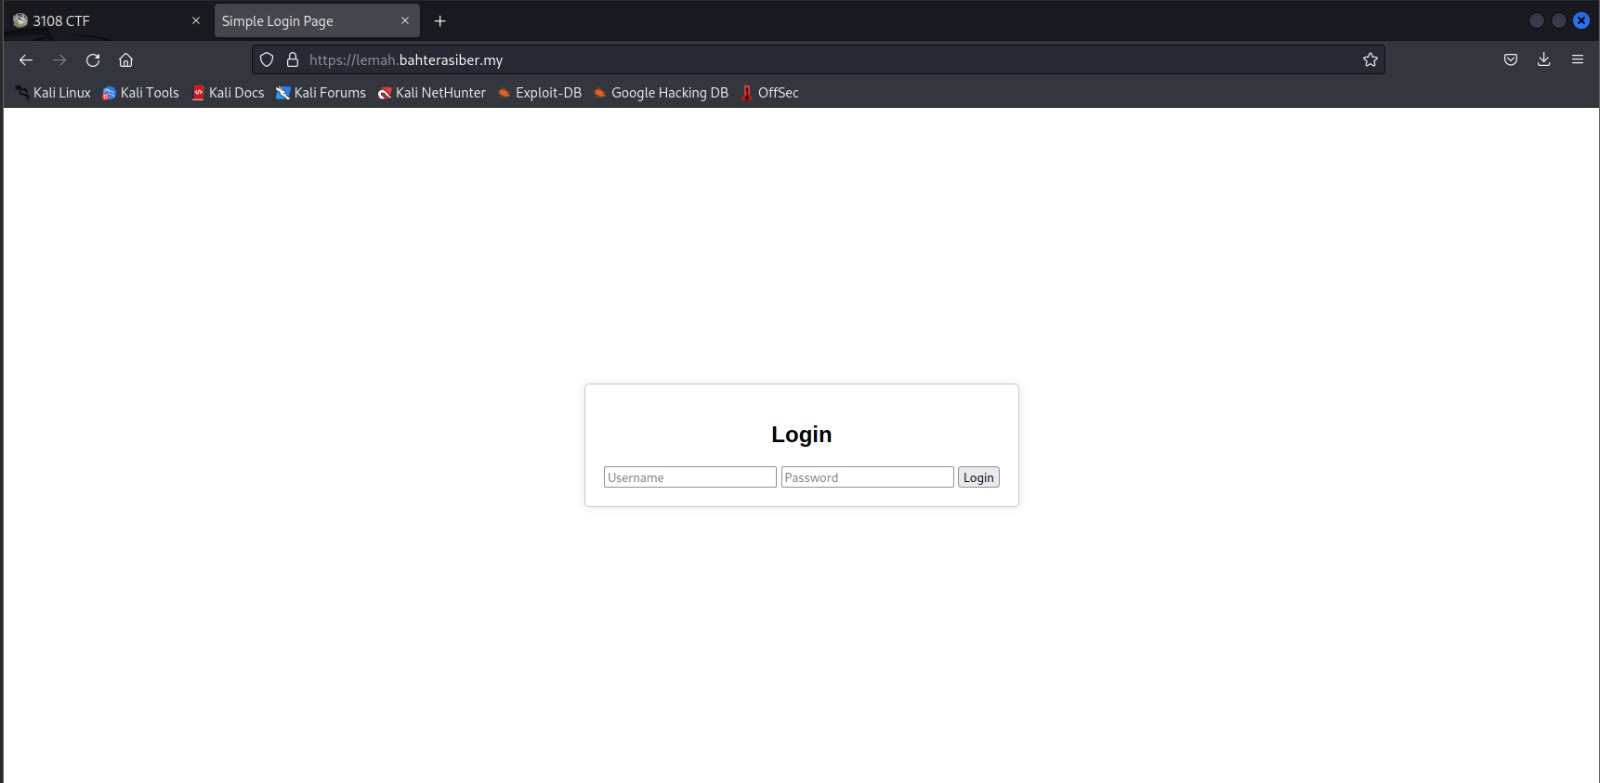 3108 CTF
Simple Login Page
https://lemah.bahterasiber.my
Kali Linux Kali Tools Kali Docs Kali Forums Kali NetHunter Exploit-DB Google Hacking DB OffSec
Login
Username Password Login